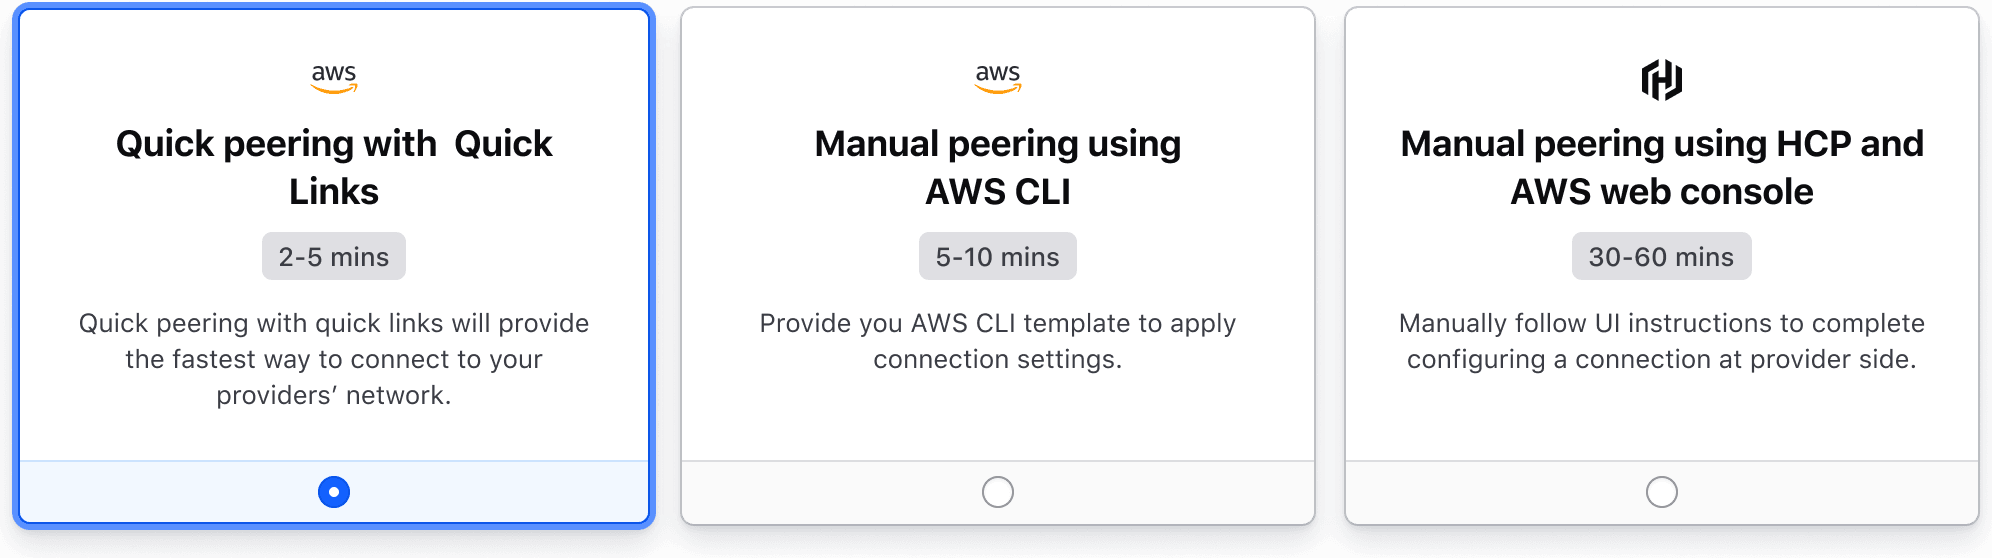 aws
Quick peering with  Quick
Links
2-5 mins
Quick peering with quick links will provide
the fastest way to connect to your
providers’ network.
aws
Manual peering using
AWS CLI
5-10 mins
Provide you AWS CLI template to apply
connection settings.
Manual peering using HCP and
AWS web console
30-60 mins
Manually follow UI instructions to complete
configuring a connection at provider side.